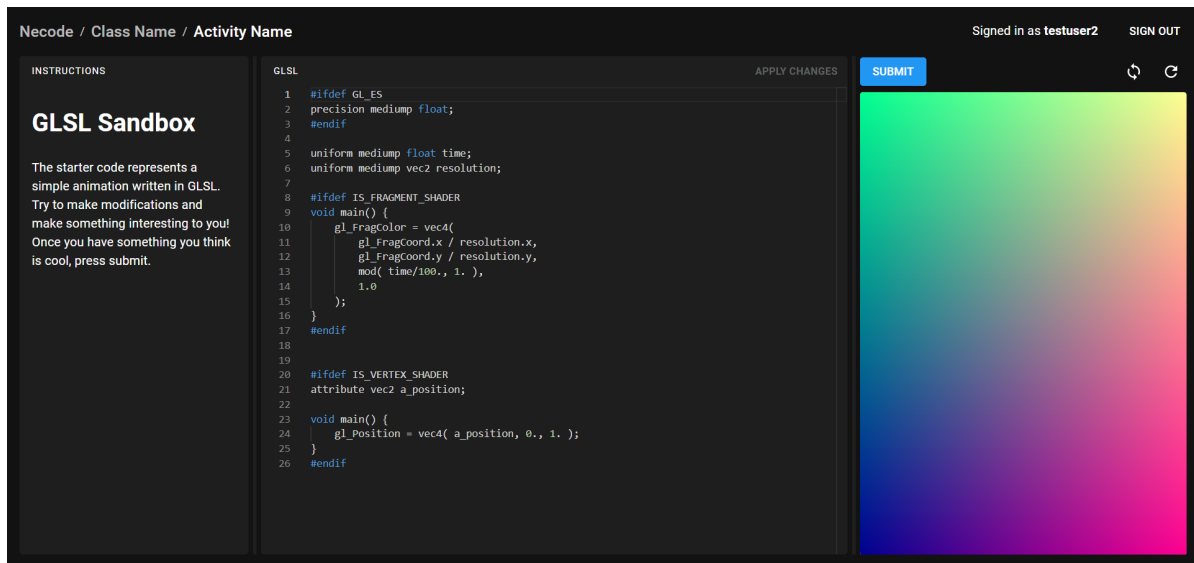 Necode / Class Name / Activity Name
Signed in as testuser2
SIGN OUT
INSTRUCTIONS
GLSL Sandbox
The starter code represents a
simple animation written in GLSL.
Try to make modifications and
make something interesting to you!
Once you have something you think
is cool, press submit.
GLSL
APPLY CHANGES
1 #ifdef GL_ES
2 precision mediump float;
3 #endif
4
5 uniform mediump float time;
6 uniform mediump vec2 resolution;
7
8 #ifdef IS_FRAGMENT_SHADER
9 void main() {
10     gl_FragColor = vec4(
11         gl_FragCoord.x / resolution.x,
12         gl_FragCoord.y / resolution.y,
13         mod( time/100., 1. ),
14         1.0
15     );
16 }
17 #endif
18
19
20 #ifdef IS_VERTEX_SHADER
21 attribute vec2 a_position;
22
23 void main() {
24     gl_Position = vec4( a_position, 0., 1. );
25 }
26 #endif
SUBMIT